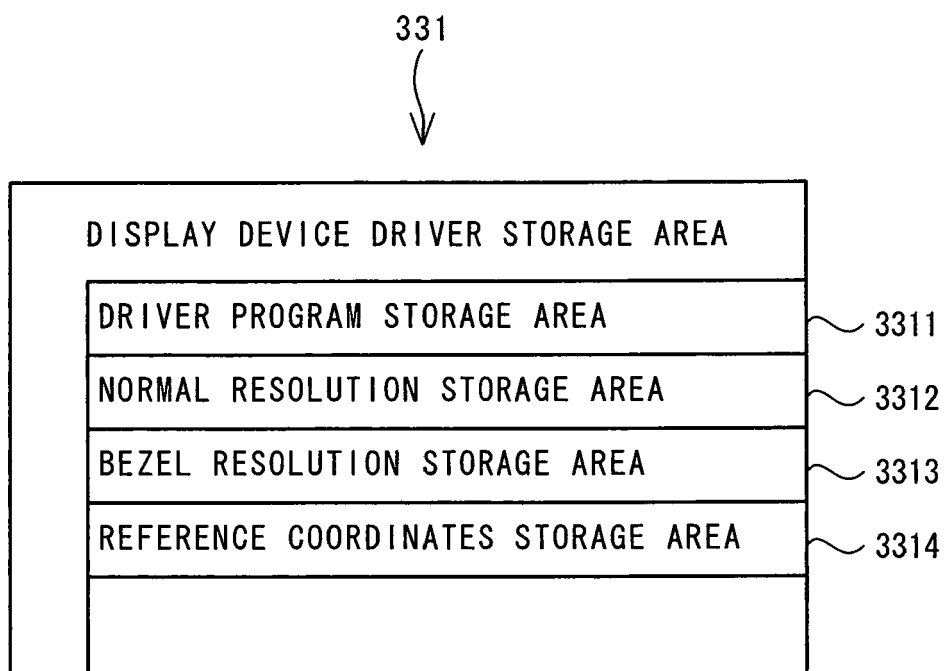 331
DISPLAY DEVICE DRIVER STORAGE AREA
DRIVER PROGRAM STORAGE AREA
3311
NORMAL RESOLUTION STORAGE AREA
3312
BEZEL RESOLUTION STORAGE AREA
3313
REFERENCE COORDINATES STORAGE AREA
3314